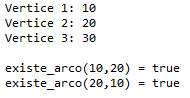 Vertice 1: 10
Vertice 2: 20
Vertice 3: 30
existe_arco(10,20) = true
existe_arco(20,10) = true